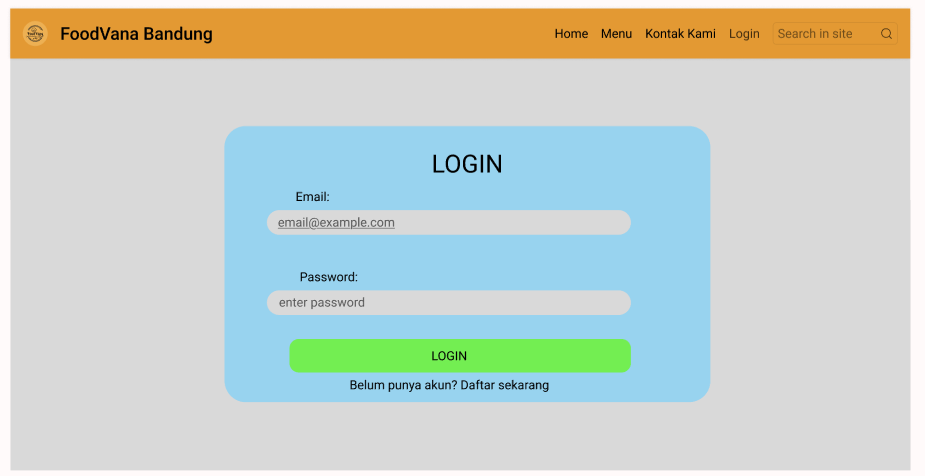 FoodVana Bandung
Home Menu Kontak Kami Login Search in site
LOGIN
Email:
email@example.com
Password:
enter password
LOGIN
Belum punya akun? Daftar sekarang